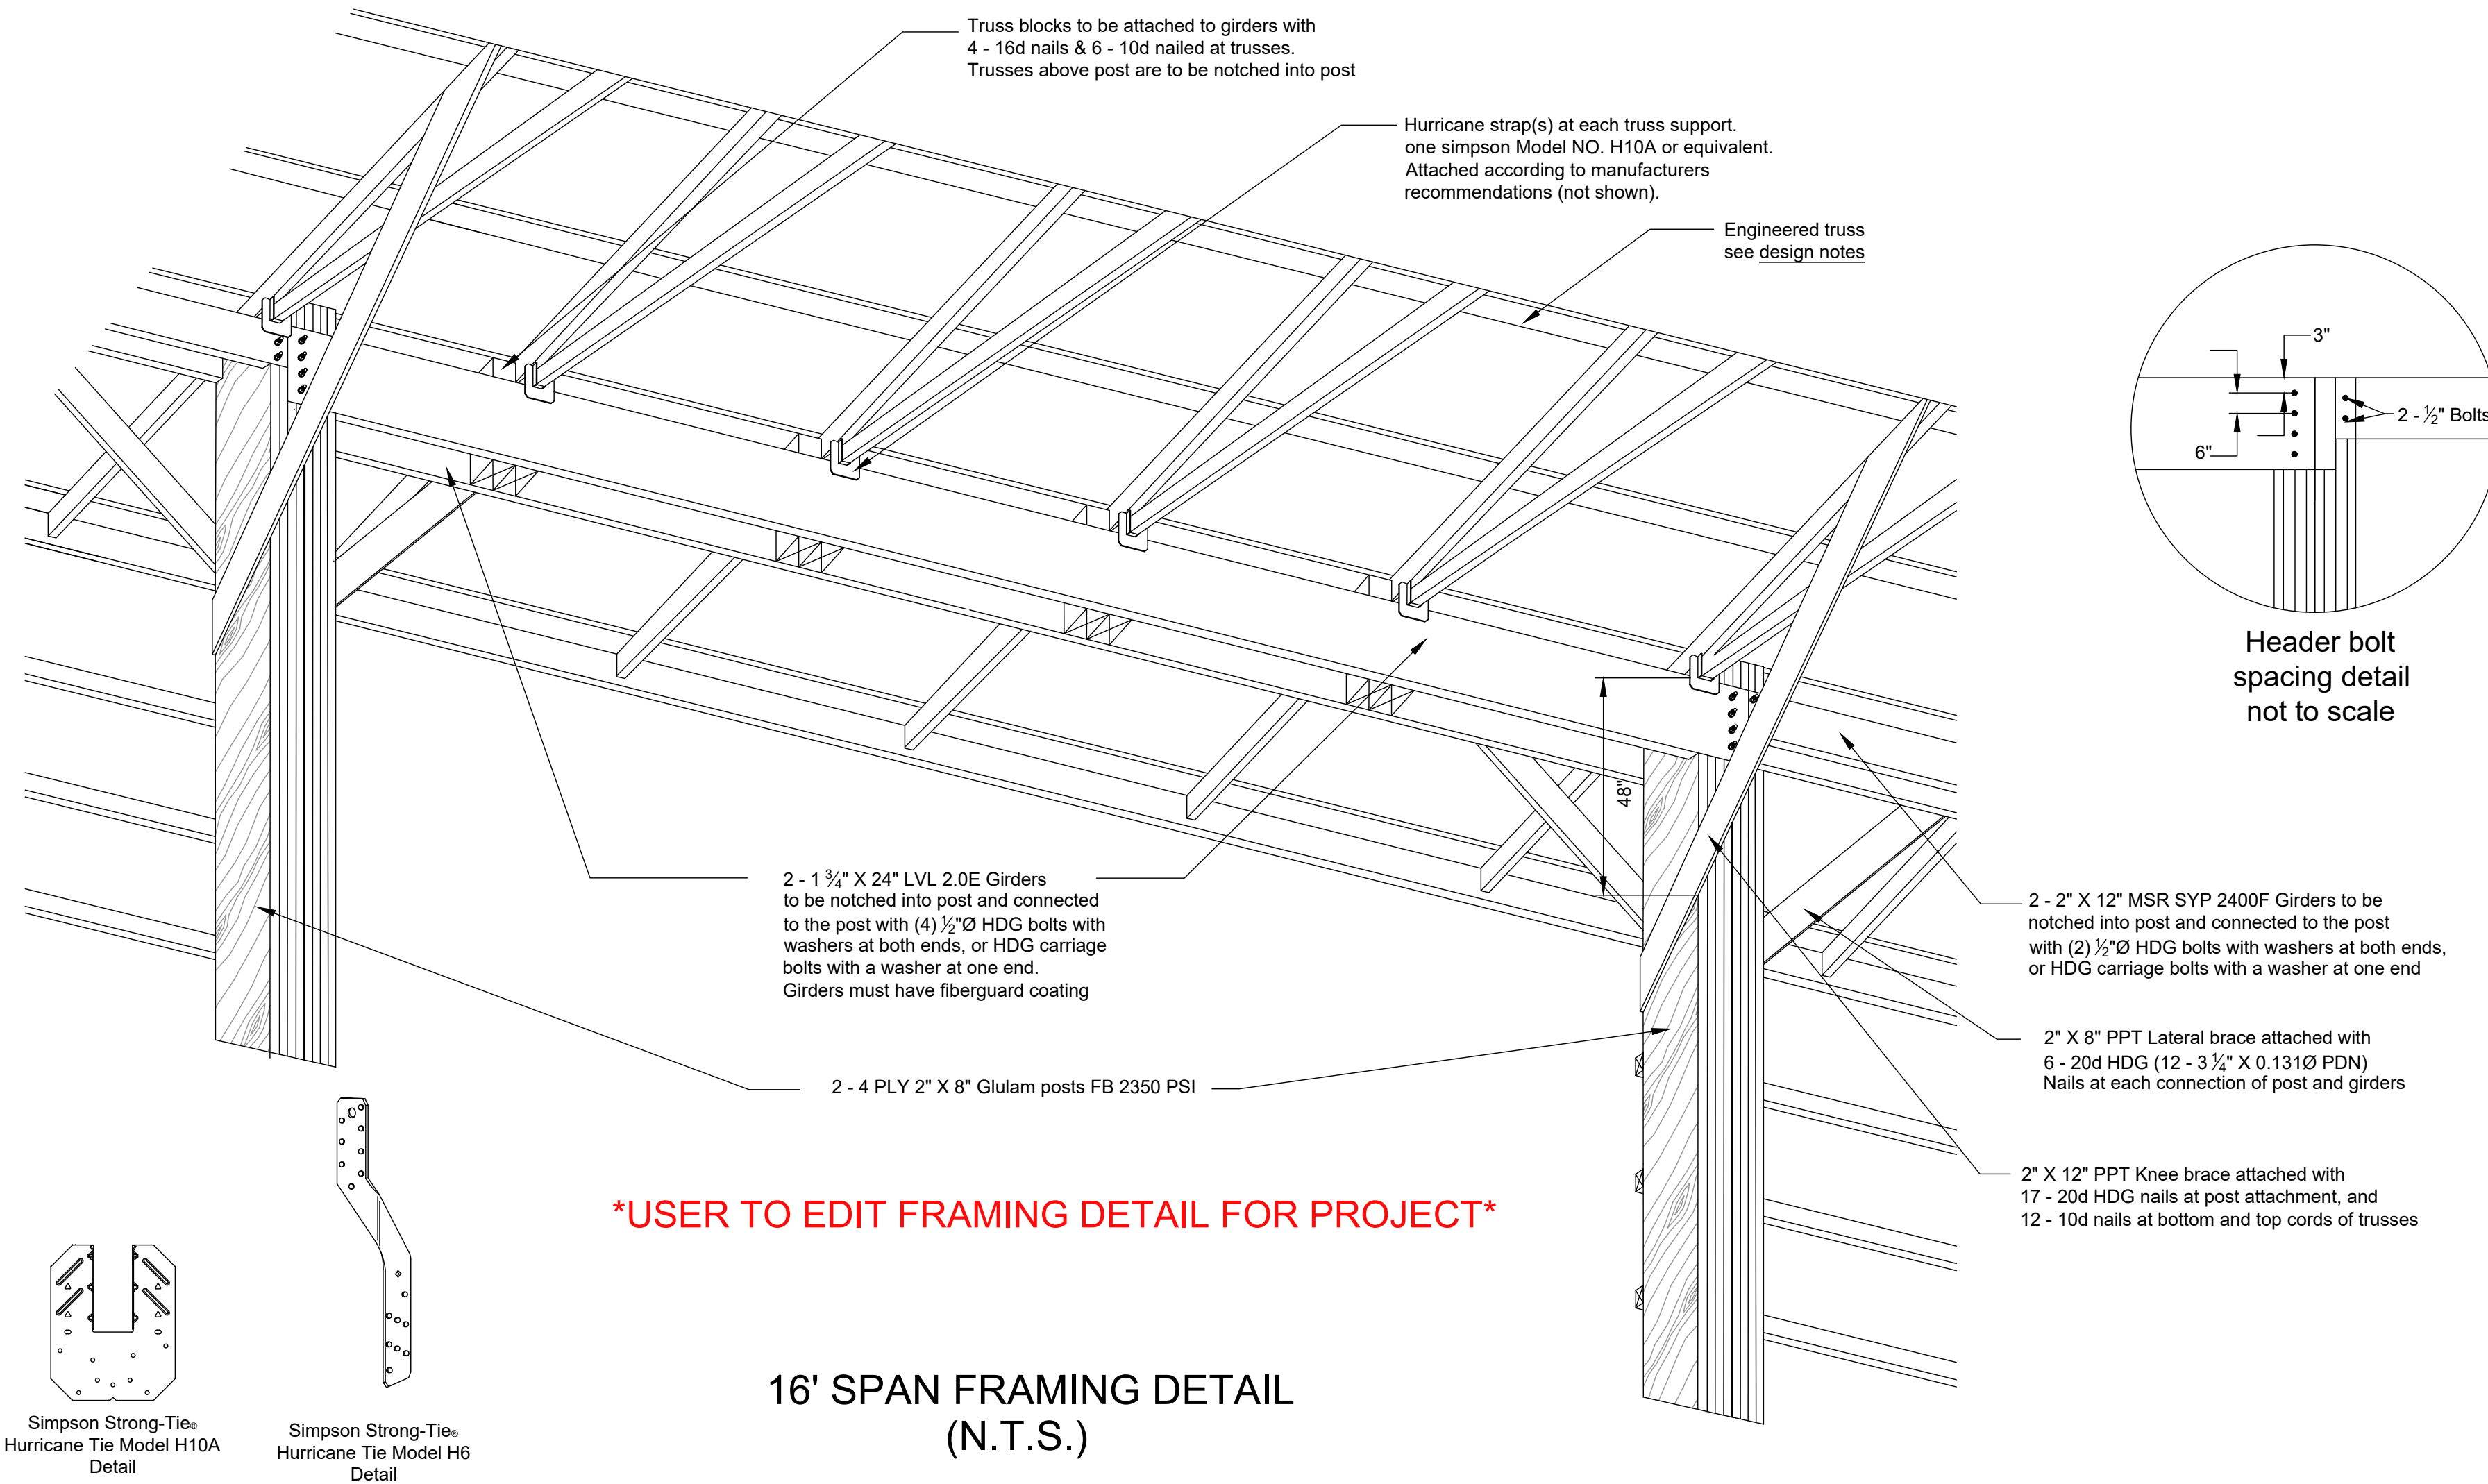 Truss blocks to be attached to girders with
4 - 16d nails & 6 - 10d nailed at trusses.
Trusses above post are to be notched into post
Hurricane strap(s) at each truss support.
one simpson Model NO. H10A or equivalent.
Attached according to manufacturers
recommendations (not shown).
Engineered truss
see design notes
3"
2 - ½" Bolts
6"
Header bolt
spacing detail
not to scale
48"
2 - 1 ¾" X 24" LVL 2.0E Girders
to be notched into post and connected
to the post with (4) ½"Ø HDG bolts with
washers at both ends, or HDG carriage
bolts with a washer at one end.
Girders must have fiberguard coating
2 - 2" X 12" MSR SYP 2400F Girders to be
notched into post and connected to the post
with (2) ½"Ø HDG bolts with washers at both ends,
or HDG carriage bolts with a washer at one end
2" X 8" PPT Lateral brace attached with
6 - 20d HDG (12 - 3 ¼" X 0.131Ø PDN)
Nails at each connection of post and girders
2 - 4 PLY 2" X 8" Glulam posts FB 2350 PSI
2" X 12" PPT Knee brace attached with
17 - 20d HDG nails at post attachment, and
12 - 10d nails at bottom and top cords of trusses
*USER TO EDIT FRAMING DETAIL FOR PROJECT*
16' SPAN FRAMING DETAIL
(N.T.S.)
Simpson Strong-Tie®
Hurricane Tie Model H10A
Detail
Simpson Strong-Tie®
Hurricane Tie Model H6
Detail